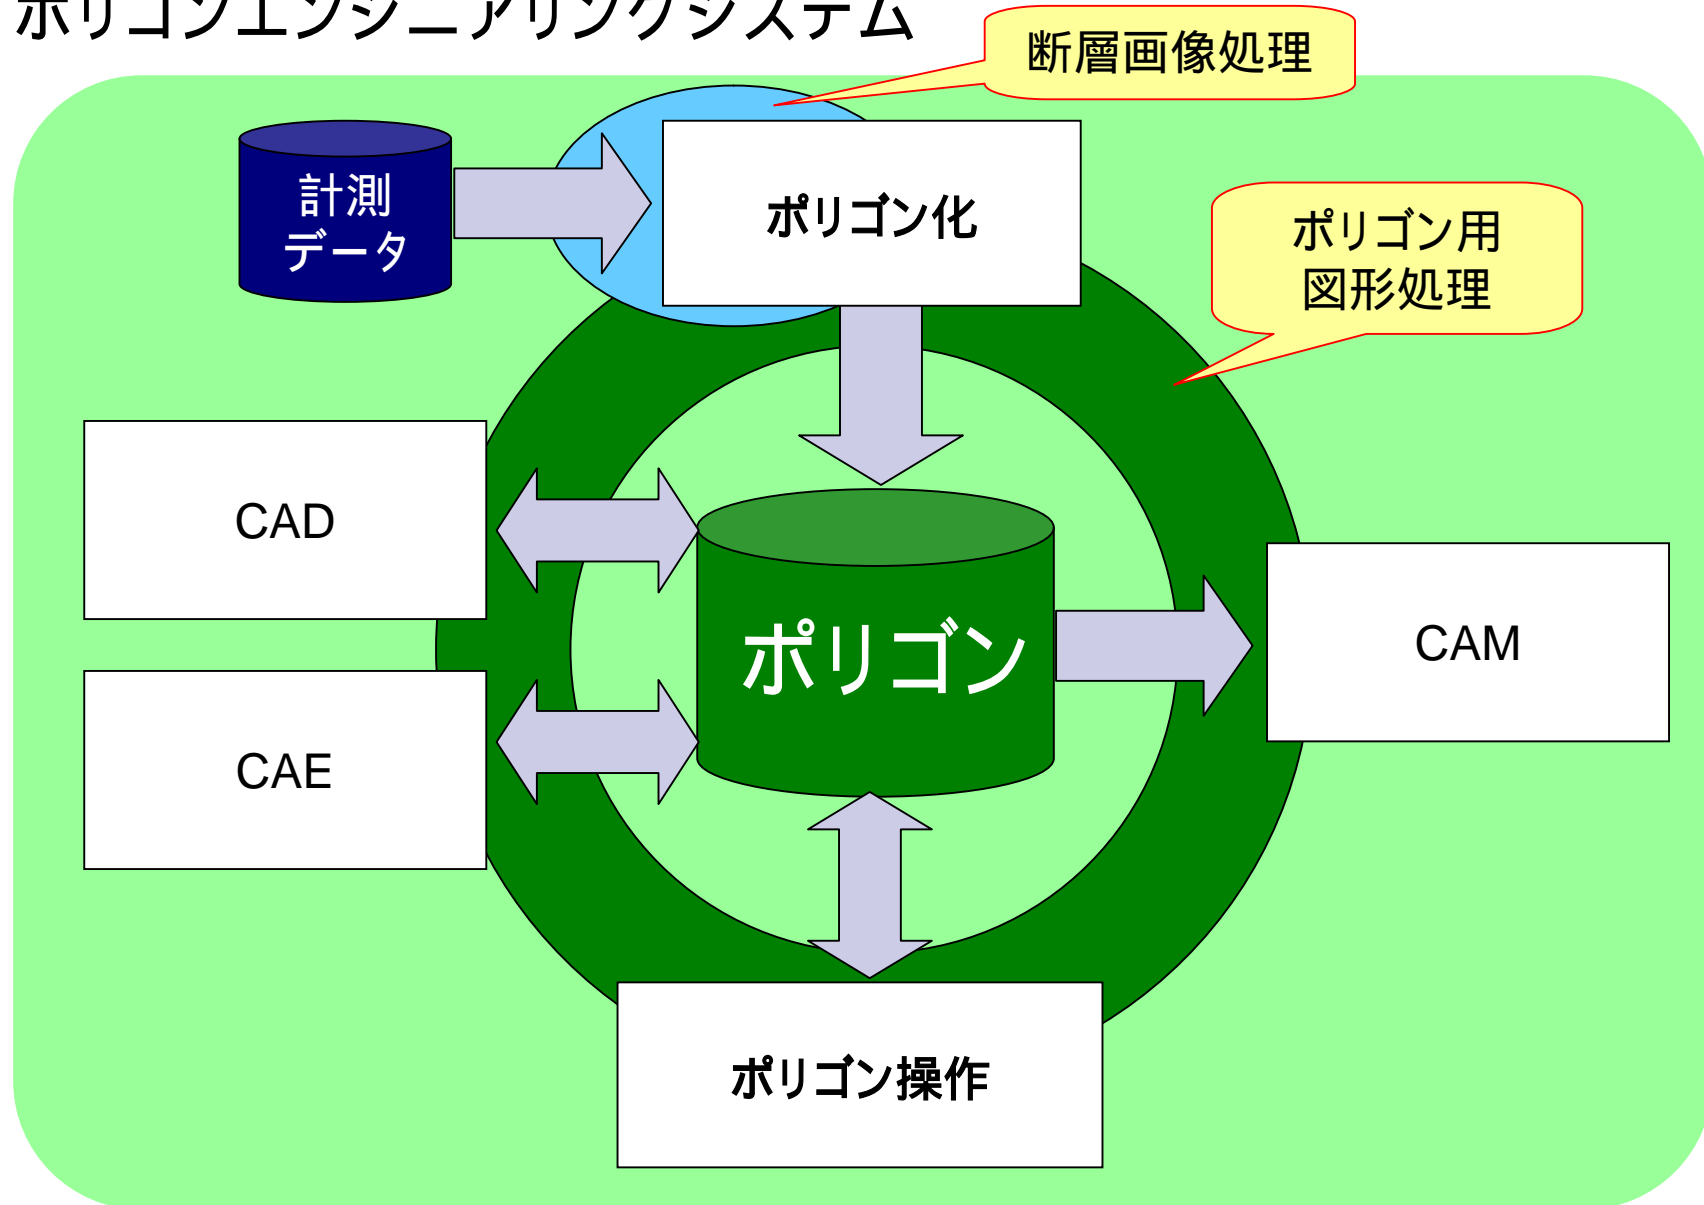 ポリゴンエンジニアリングシステム
断層画像処理
計測
データ
ポリゴン化
ポリゴン用
図形処理
CAD
ポリゴン
CAM
CAE
ポリゴン操作